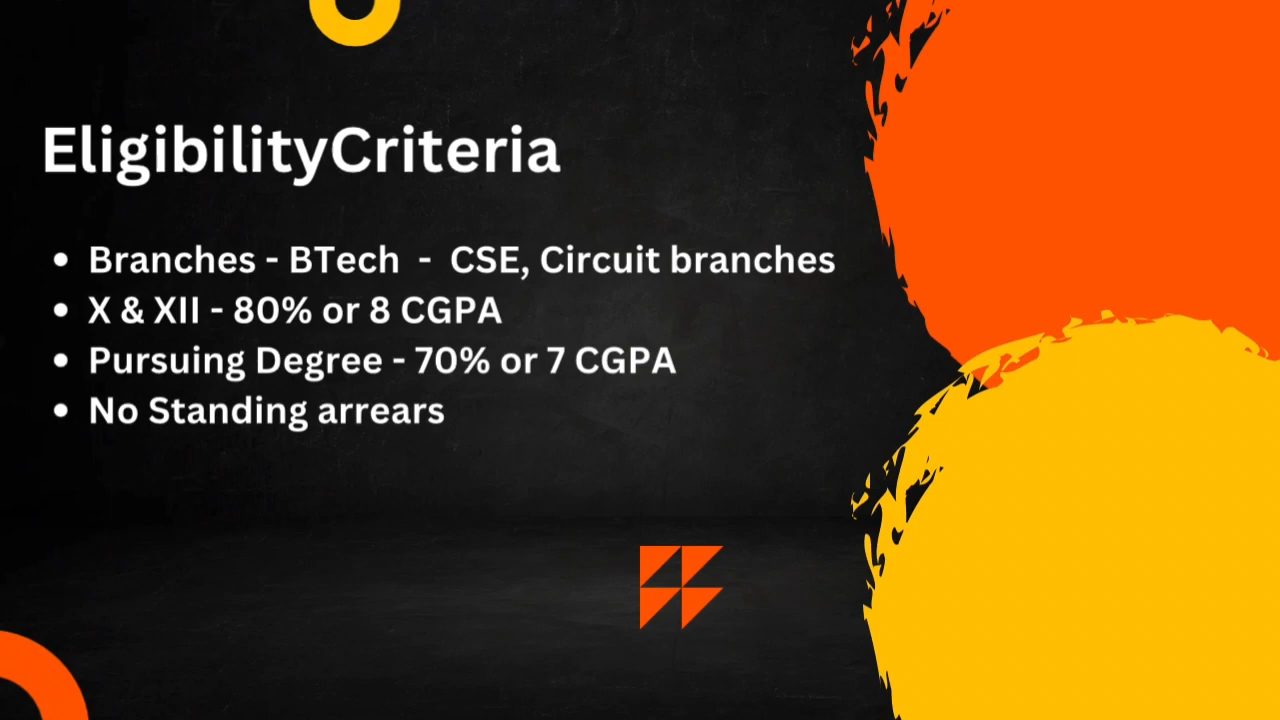 EligibilityCriteria
• Branches - BTech - CSE, Circuit branches
• X & XII - 80% or 8 CGPA
• Pursuing Degree - 70% or 7 CGPA
• No Standing arrears